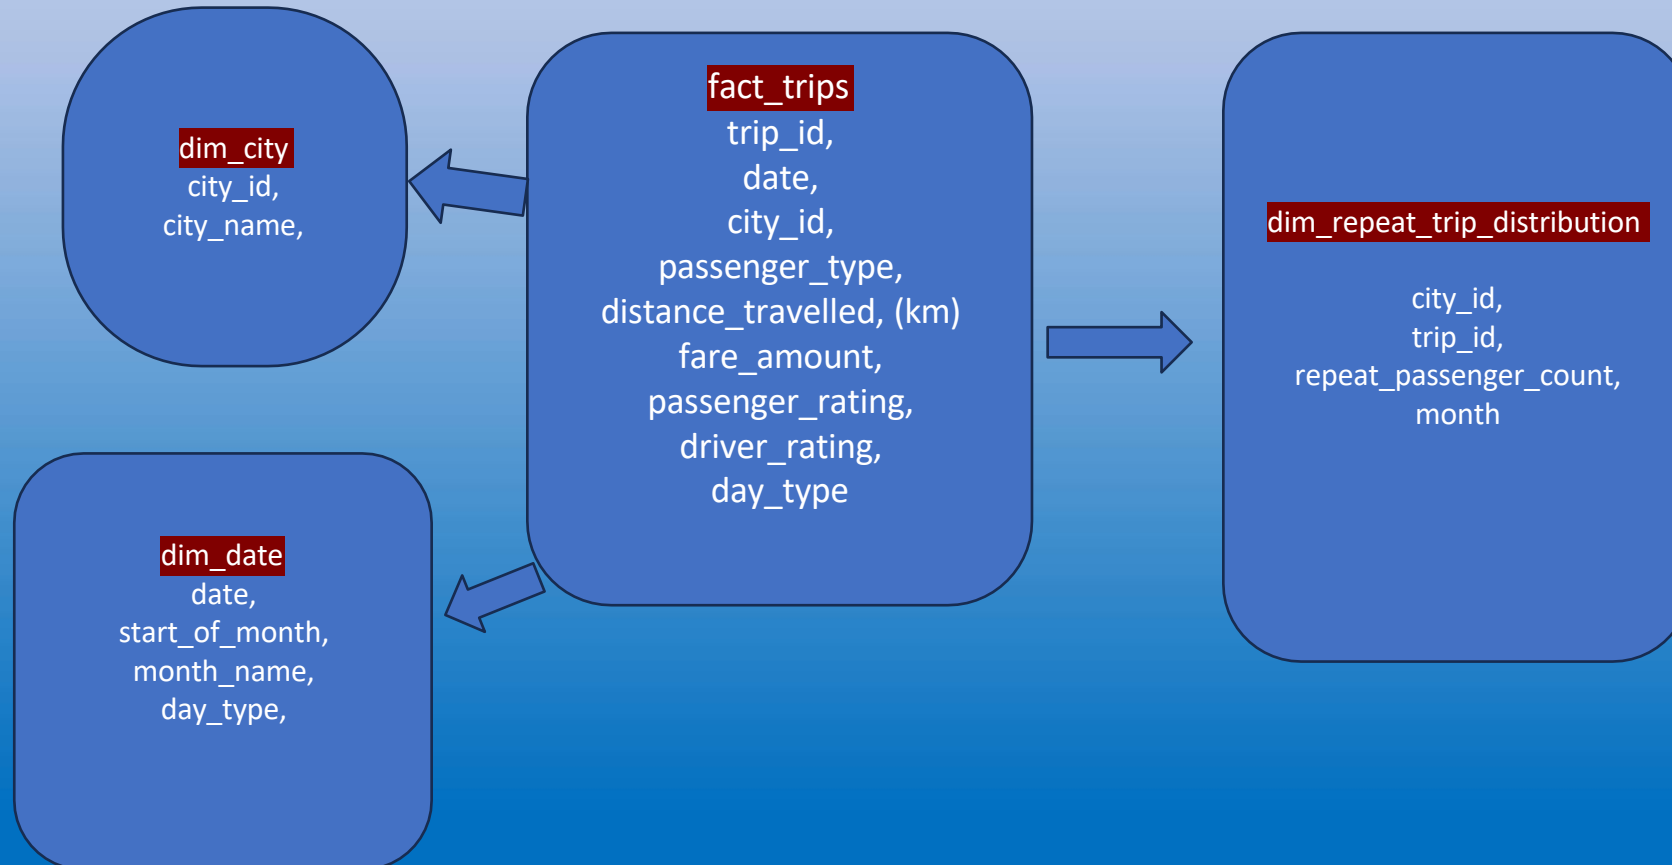 dim_city
city_id,
city_name,
fact_trips
trip_id,
date,
city_id,
passenger_type,
distance_travelled, (km)
fare_amount,
passenger_rating,
driver_rating,
day_type
dim_repeat_trip_distribution
city_id,
trip_id,
repeat_passenger_count,
month
dim_date
date,
start_of_month,
month_name,
day_type,